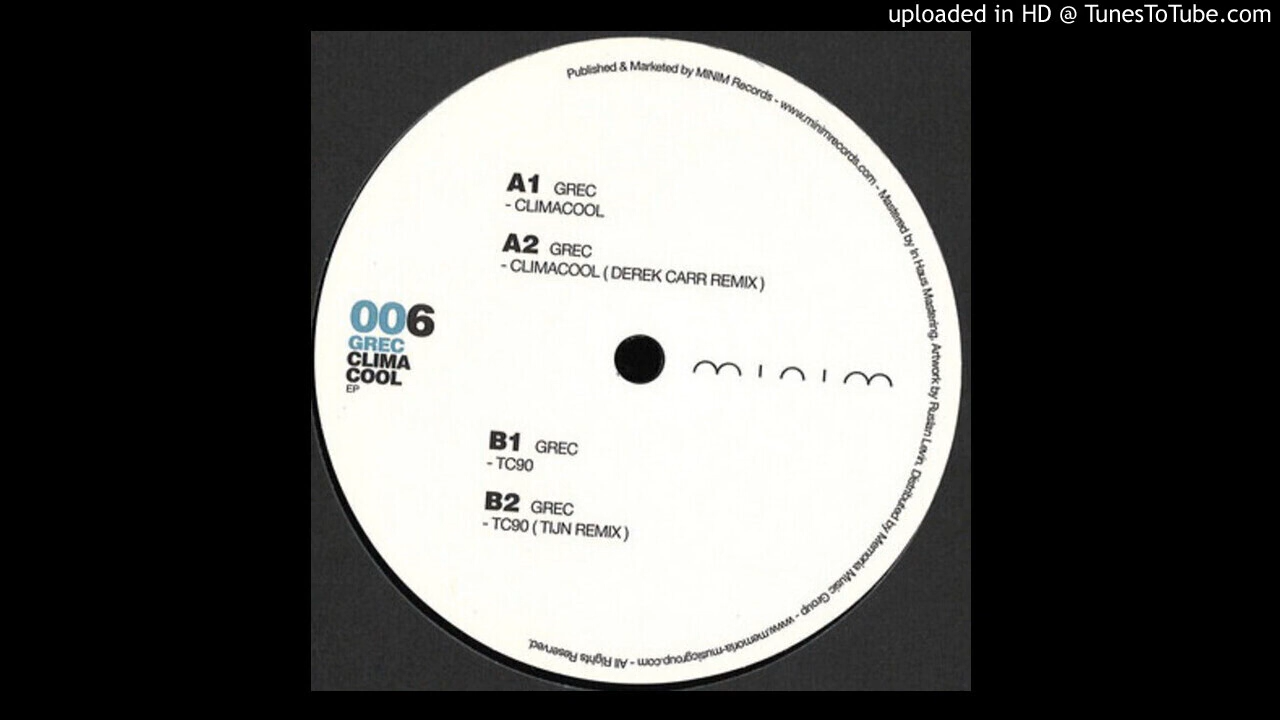 uploaded in HD @ TunesToTube.com
Published & Marketed by MINIM Records - www.minimrecords.com - Mastered by In Haus Mastering. Artwork by Ruslan Levin. Distributed by Memoria Music Group - www.memoria-musicgroup.com - All Rights Reserved.
A1 GREC
- CLIMACOOL
A2 GREC
- CLIMACOOL ( DEREK CARR REMIX )
006
GREC
CLIMA
COOL
EP
minim
B1 GREC
- TC90
B2 GREC
- TC90 ( TIJN REMIX )